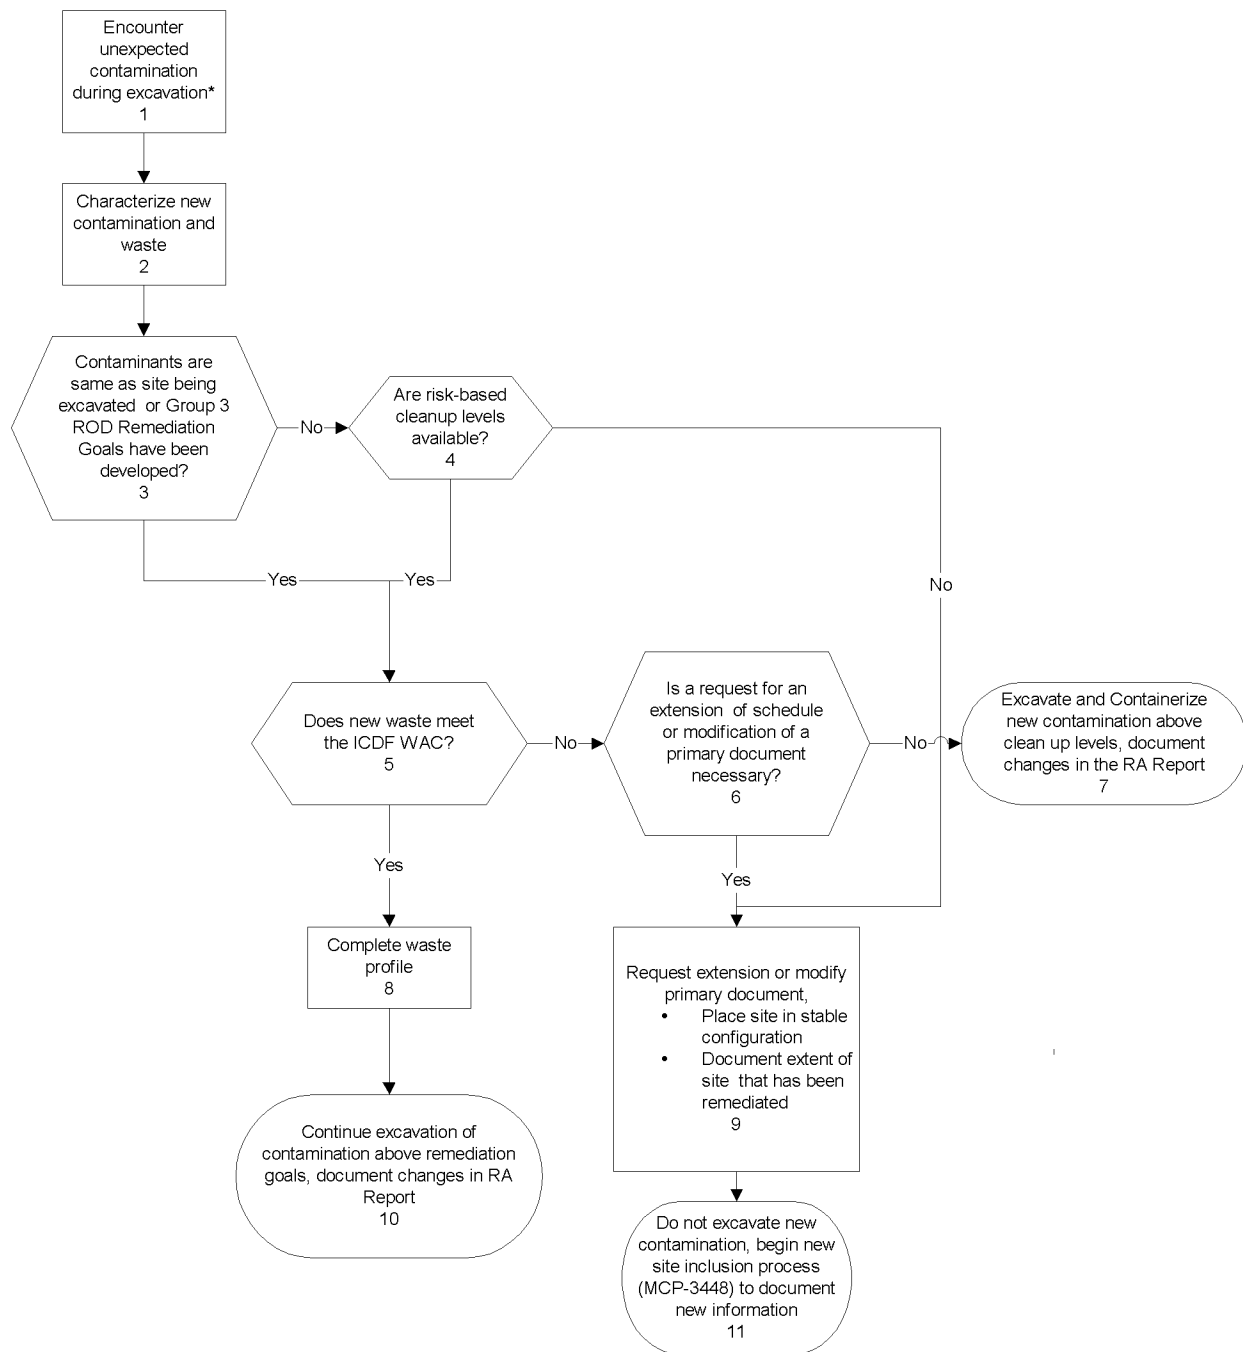 Encounter
unexpected
contamination
during excavation*
1
Characterize new
contamination and
waste
2
Contaminants are
same as site being
excavated or Group 3
ROD Remediation
Goals have been
developed?
3
No
Are risk-based
cleanup levels
available?
4
Yes
Yes
No
Does new waste meet
the ICDF WAC?
5
No
Is a request for an
extension of schedule
or modification of a
primary document
necessary?
6
No
Excavate and Containerize
new contamination above
clean up levels, document
changes in the RA Report
7
Yes
Yes
Complete waste
profile
8
Request extension or modify
primary document,
• Place site in stable
configuration
• Document extent of
site that has been
remediated
9
Continue excavation of
contamination above remediation
goals, document changes in RA
Report
10
Do not excavate new
contamination, begin new
site inclusion process
(MCP-3448) to document
new information
11